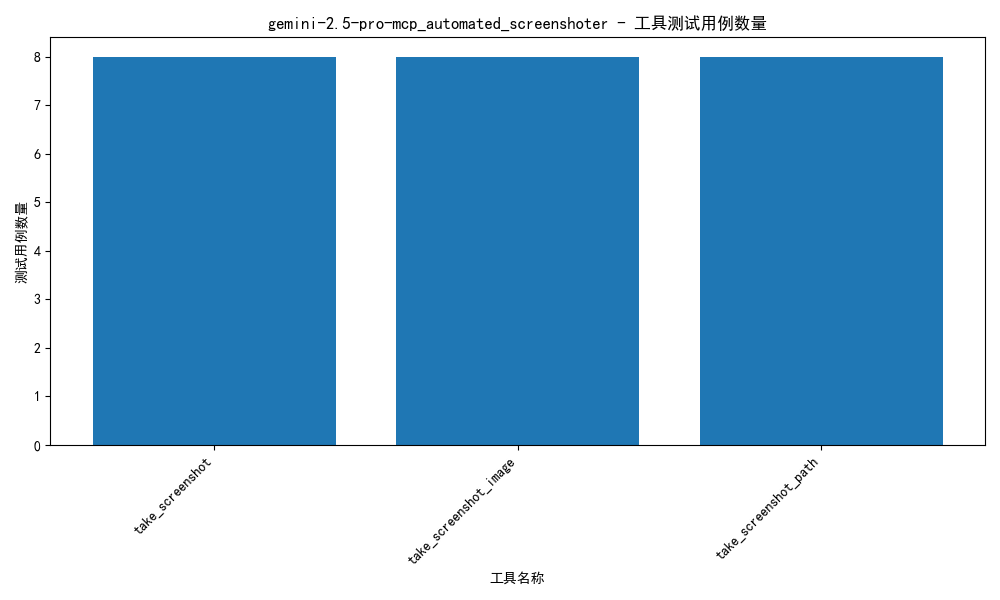 gemini-2.5-pro-mcp_automated_screenshoter - 工具测试用例数量
测试用例数量
8
7
6
5
4
3
2
1
0
take_screenshot
take_screenshot_image
take_screenshot_path
工具名称